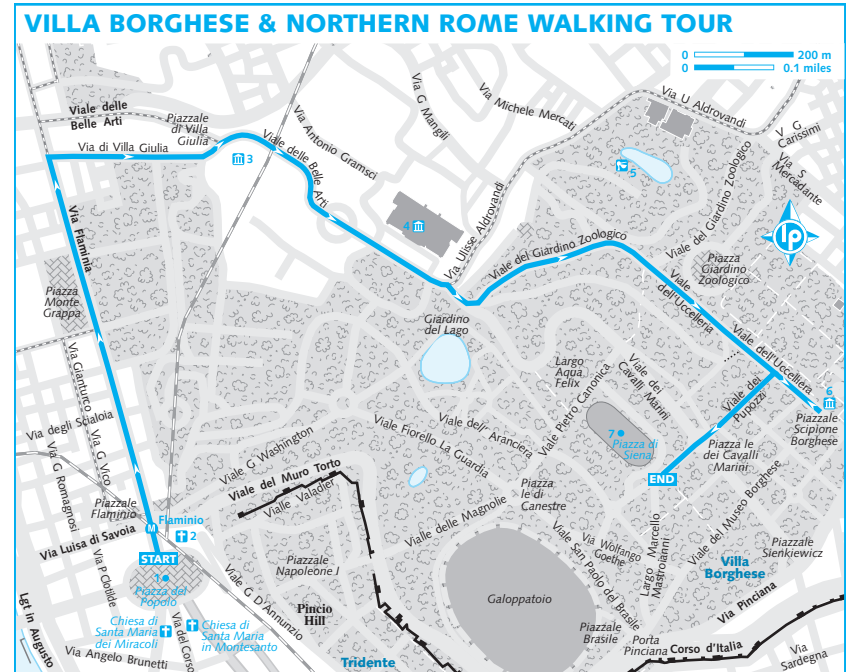 VILLA BORGHESE & NORTHERN ROME WALKING TOUR
0 200 m
0 0.1 miles
Viale delle
Belle Arti
Piazzale
di Villa
Giulia
Via di Villa Giulia
3
Viale delle Belle Arti
Via Antonio Gramsci
Via G Mangili
Via Michele Mercati
Via U Aldrovandi
V G
Carissimi
Via S
Mercadante
5
4
Via Ulisse Aldrovandi
Viale del Giardino Zoologico
Viale del Giardino Zoologico
Piazza
Giardino
Zoologico
lp
Viale
dell'Uccelleria
Viale dell'Uccelliera
Via Flaminia
Piazza
Monte
Grappa
Giardino
del Lago
Largo
Aqua
Felix
Viale dei
Cavalli Marini
Viale Pietro Canonica
Viale dei
Pupozzi
6
Piazzale
Scipione
Borghese
Via Gianturco
Via degli Scialoia
Via G Vico
Via G Romagnosi
Viale G Washington
Viale Fiorello La Guardia
Viale dell' Aranciera
7
Piazza di
Siena
Piazza le
dei Cavalli
Marini
END
Viale del Muro Torto
Vialle Valadier
Piazza
le di
Canestre
Vialle delle Magnolie
Piazzale
Flaminio
Flaminio
M
2
Via Luisa di Savoia
START
1
Piazza del
Popolo
Via P Clotilde
Piazzale
Napoleone I
Viale G D'Annunzio
Galoppatoio
Viale San Paolo del Brasile
Via Wolfango
Goethe
Largo Marcello
Mastroianni
Viale del Museo Borghese
Piazzale
Sienkiewicz
Villa
Borghese
Lgt in Augusto
Chiesa di
Santa Maria
dei Miracoli
Chiesa di
Santa Maria
in Montesanto
Via del Corso
Pincio
Hill
Via Angelo Brunetti
Tridente
Piazzale
Brasile
Porta
Pinciana
Corso d'Italia
Via Pinciana
Via
Sardegna